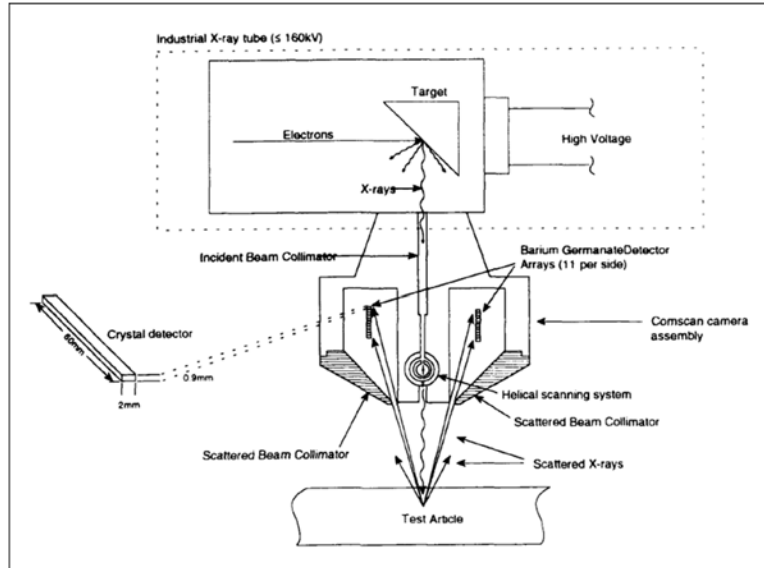 Industrial X-ray tube (≤ 160kV)
Target
Electrons
High Voltage
X-rays
Incident Beam Collimator
Barium GermanateDetector
Arrays (11 per side)
Crystal detector
Comscan camera
assembly
50mm
0.9mm
2mm
Helical scanning system
Scattered Beam Collimator
Scattered Beam Collimator
Scattered X-rays
Test Article